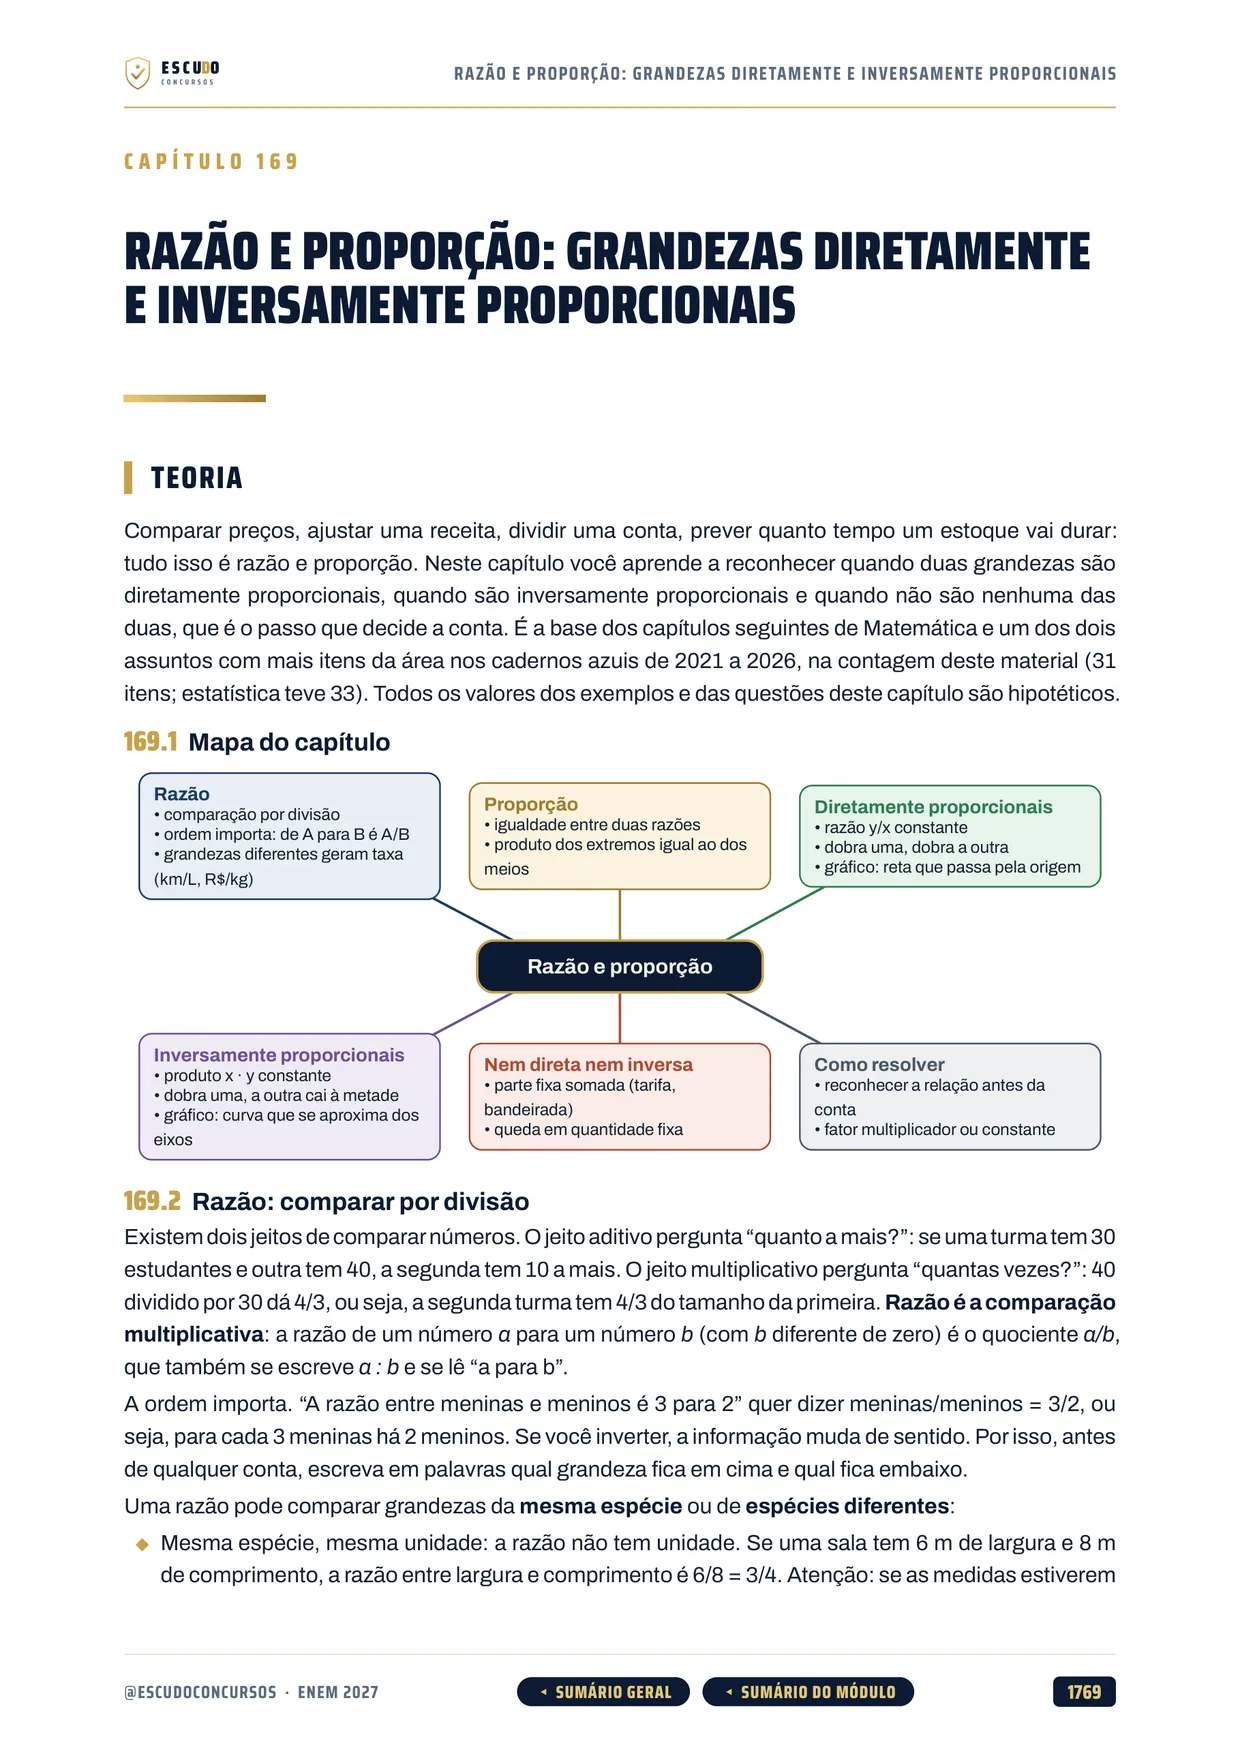 ESCUDO
CONCURSOS
RAZÃO E PROPORÇÃO: GRANDEZAS DIRETAMENTE E INVERSAMENTE PROPORCIONAIS
CAPÍTULO 169
RAZÃO E PROPORÇÃO: GRANDEZAS DIRETAMENTE
E INVERSAMENTE PROPORCIONAIS
TEORIA
Comparar preços, ajustar uma receita, dividir uma conta, prever quanto tempo um estoque vai durar:
tudo isso é razão e proporção. Neste capítulo você aprende a reconhecer quando duas grandezas são
diretamente proporcionais, quando são inversamente proporcionais e quando não são nenhuma das
duas, que é o passo que decide a conta. É a base dos capítulos seguintes de Matemática e um dos dois
assuntos com mais itens da área nos cadernos azuis de 2021 a 2026, na contagem deste material (31
itens; estatística teve 33). Todos os valores dos exemplos e das questões deste capítulo são hipotéticos.
169.1 Mapa do capítulo
Razão
• comparação por divisão
• ordem importa: de A para B é A/B
• grandezas diferentes geram taxa
(km/L, R$/kg)
Proporção
• igualdade entre duas razões
• produto dos extremos igual ao dos
meios
Diretamente proporcionais
• razão y/x constante
• dobra uma, dobra a outra
• gráfico: reta que passa pela origem
Razão e proporção
Inversamente proporcionais
• produto x · y constante
• dobra uma, a outra cai à metade
• gráfico: curva que se aproxima dos
eixos
Nem direta nem inversa
• parte fixa somada (tarifa,
bandeirada)
• queda em quantidade fixa
Como resolver
• reconhecer a relação antes da
conta
• fator multiplicador ou constante
169.2 Razão: comparar por divisão
Existem dois jeitos de comparar números. O jeito aditivo pergunta “quanto a mais?”: se uma turma tem 30
estudantes e outra tem 40, a segunda tem 10 a mais. O jeito multiplicativo pergunta “quantas vezes?”: 40
dividido por 30 dá 4/3, ou seja, a segunda turma tem 4/3 do tamanho da primeira. Razão é a comparação
multiplicativa: a razão de um número a para um número b (com b diferente de zero) é o quociente a/b,
que também se escreve a : b e se lê “a para b”.
A ordem importa. “A razão entre meninas e meninos é 3 para 2” quer dizer meninas/meninos = 3/2, ou
seja, para cada 3 meninas há 2 meninos. Se você inverter, a informação muda de sentido. Por isso, antes
de qualquer conta, escreva em palavras qual grandeza fica em cima e qual fica embaixo.
Uma razão pode comparar grandezas da mesma espécie ou de espécies diferentes:
◆ Mesma espécie, mesma unidade: a razão não tem unidade. Se uma sala tem 6 m de largura e 8 m
de comprimento, a razão entre largura e comprimento é 6/8 = 3/4. Atenção: se as medidas estiverem
@ESCUDOCONCURSOS · ENEM 2027
SUMÁRIO GERAL
SUMÁRIO DO MÓDULO
1769